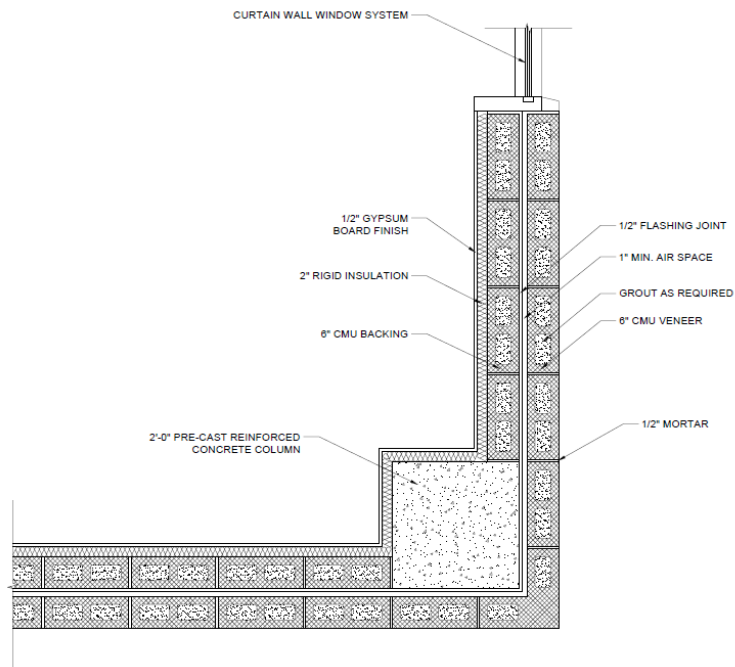 CURTAIN WALL WINDOW SYSTEM
1/2" GYPSUM
BOARD FINISH
2" RIGID INSULATION
6" CMU BACKING
2'-0" PRE-CAST REINFORCED
CONCRETE COLUMN
1/2" FLASHING JOINT
1" MIN. AIR SPACE
GROUT AS REQUIRED
6" CMU VENEER
1/2" MORTAR